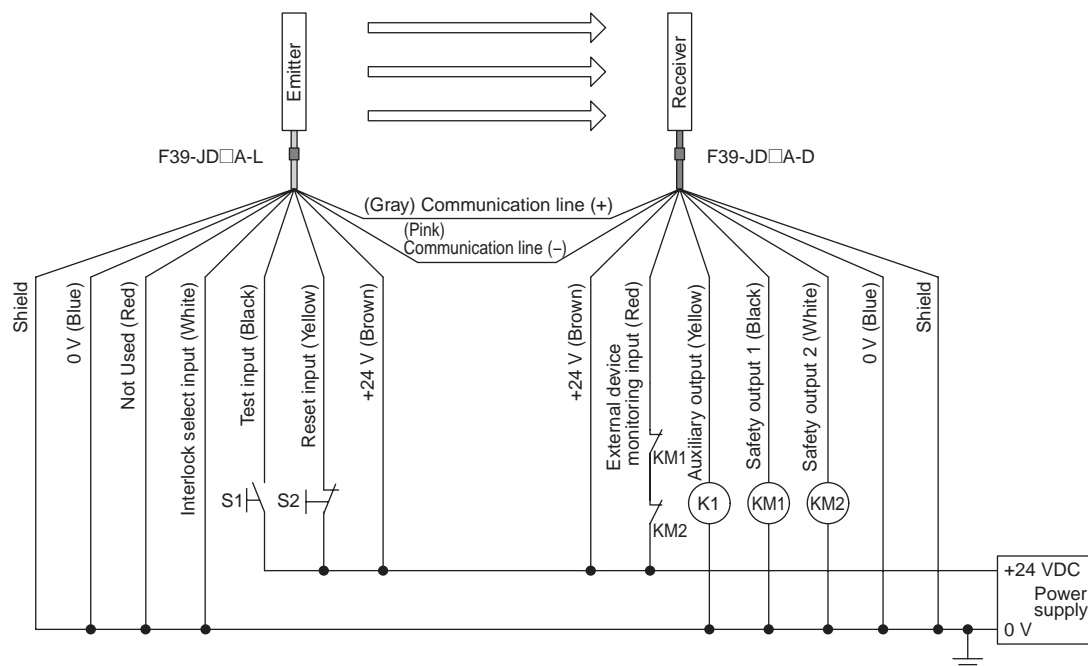 Emitter
Receiver
F39-JD□A-L
F39-JD□A-D
(Gray) Communication line (+)
(Pink)
Communication line (–)
Shield
0 V (Blue)
Not Used (Red)
Interlock select input (White)
Test input (Black)
Reset input (Yellow)
+24 V (Brown)
+24 V (Brown)
External device
monitoring input (Red)
Auxiliary output (Yellow)
Safety output 1 (Black)
Safety output 2 (White)
0 V (Blue)
Shield
S1
S2
KM1
KM2
K1
KM1
KM2
+24 VDC
Power
supply
0 V